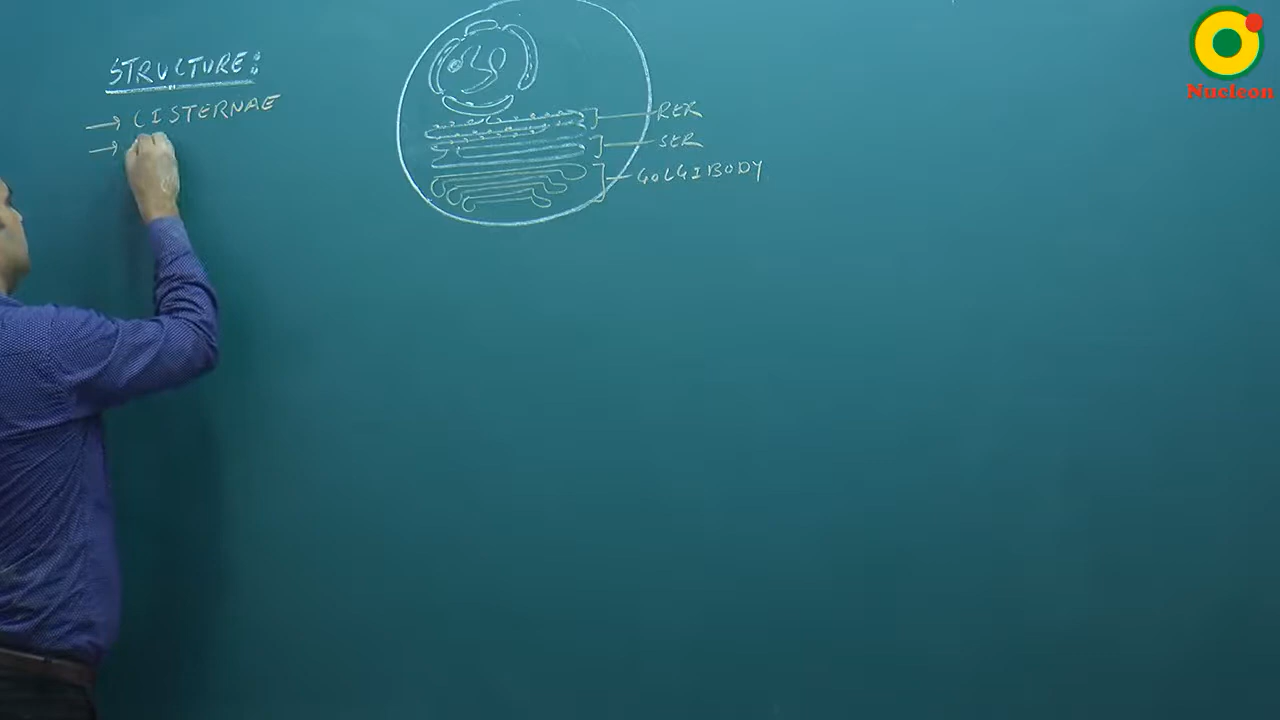 STRUCTURE:
→ CISTERNAE
→
RER
SER
GOLGIBODY
Nucleon